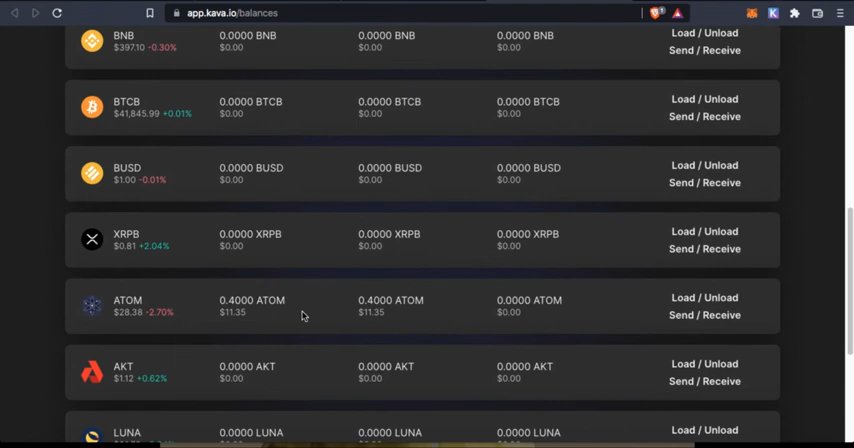 app.kava.io/balances
1
BNB 0.0000 BNB 0.0000 BNB 0.0000 BNB Load / Unload
$397.10 -0.30% $0.00 $0.00 $0.00 Send / Receive
BTCB 0.0000 BTCB 0.0000 BTCB 0.0000 BTCB Load / Unload
$41,845.99 +0.01% $0.00 $0.00 $0.00 Send / Receive
BUSD 0.0000 BUSD 0.0000 BUSD 0.0000 BUSD Load / Unload
$1.00 -0.01% $0.00 $0.00 $0.00 Send / Receive
XRPB 0.0000 XRPB 0.0000 XRPB 0.0000 XRPB Load / Unload
$0.81 +2.04% $0.00 $0.00 $0.00 Send / Receive
ATOM 0.4000 ATOM 0.4000 ATOM 0.0000 ATOM Load / Unload
$28.38 -2.70% $11.35 $11.35 $0.00 Send / Receive
AKT 0.0000 AKT 0.0000 AKT 0.0000 AKT Load / Unload
$1.12 +0.62% $0.00 $0.00 $0.00 Send / Receive
LUNA 0.0000 LUNA 0.0000 LUNA 0.0000 LUNA Load / Unload